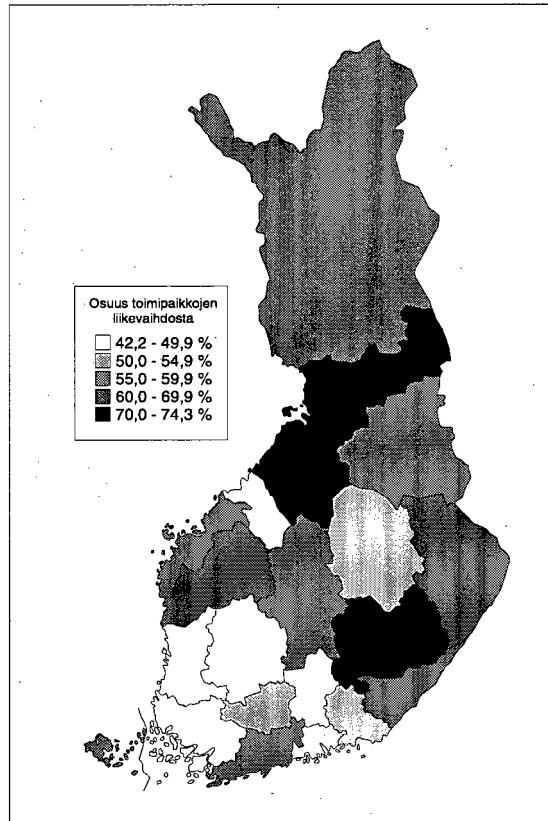 Osuus toimipaikkojen
liikevaihdosta
42,2 - 49,9 %
50,0 - 54,9 %
55,0 - 59,9 %
60,0 - 69,9 %
70,0 - 74,3 %